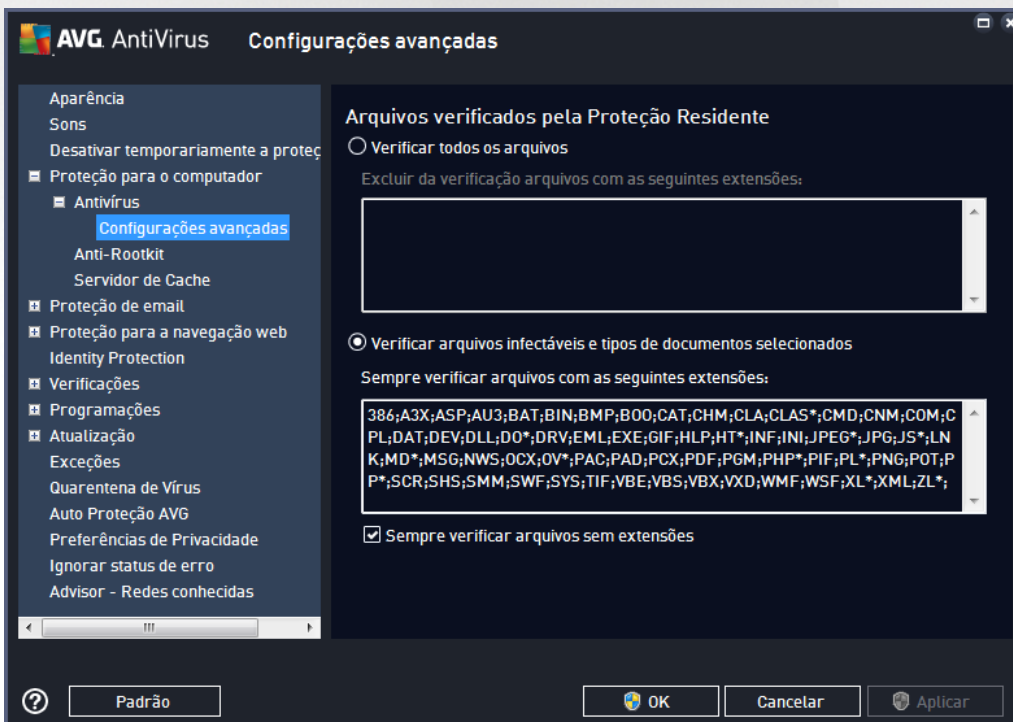 AVG AntiVirus Configurações avançadas
Aparência
Sons
Desativar temporariamente a proteç
Proteção para o computador
Antivírus
Configurações avançadas
Anti-Rootkit
Servidor de Cache
Proteção de email
Proteção para a navegação web
Identity Protection
Verificações
Programações
Atualização
Exceções
Quarentena de Vírus
Auto Proteção AVG
Preferências de Privacidade
Ignorar status de erro
Advisor - Redes conhecidas
Arquivos verificados pela Proteção Residente
Verificar todos os arquivos
Excluir da verificação arquivos com as seguintes extensões:
Verificar arquivos infectáveis e tipos de documentos selecionados
Sempre verificar arquivos com as seguintes extensões:
386;A3X;ASP;AU3;BAT;BIN;BMP;BOO;CAT;CHM;CLA;CLAS*;CMD;CNM;COM;C
PL;DAT;DEV;DLL;DO*;DRV;EML;EXE;GIF;HLP;HT*;INF;INI;JPEG*;JPG;JS*;LN
K;MD*;MSG;NWS;OCX;OV*;PAC;PAD;PCX;PDF;PGM;PHP*;PIF;PL*;PNG;POT;P
P*;SCR;SHS;SMM;SWF;SYS;TIF;VBE;VBS;VBX;VXD;WMF;WSF;XL*;XML;ZL*;
Sempre verificar arquivos sem extensões
? Padrão OK Cancelar Aplicar